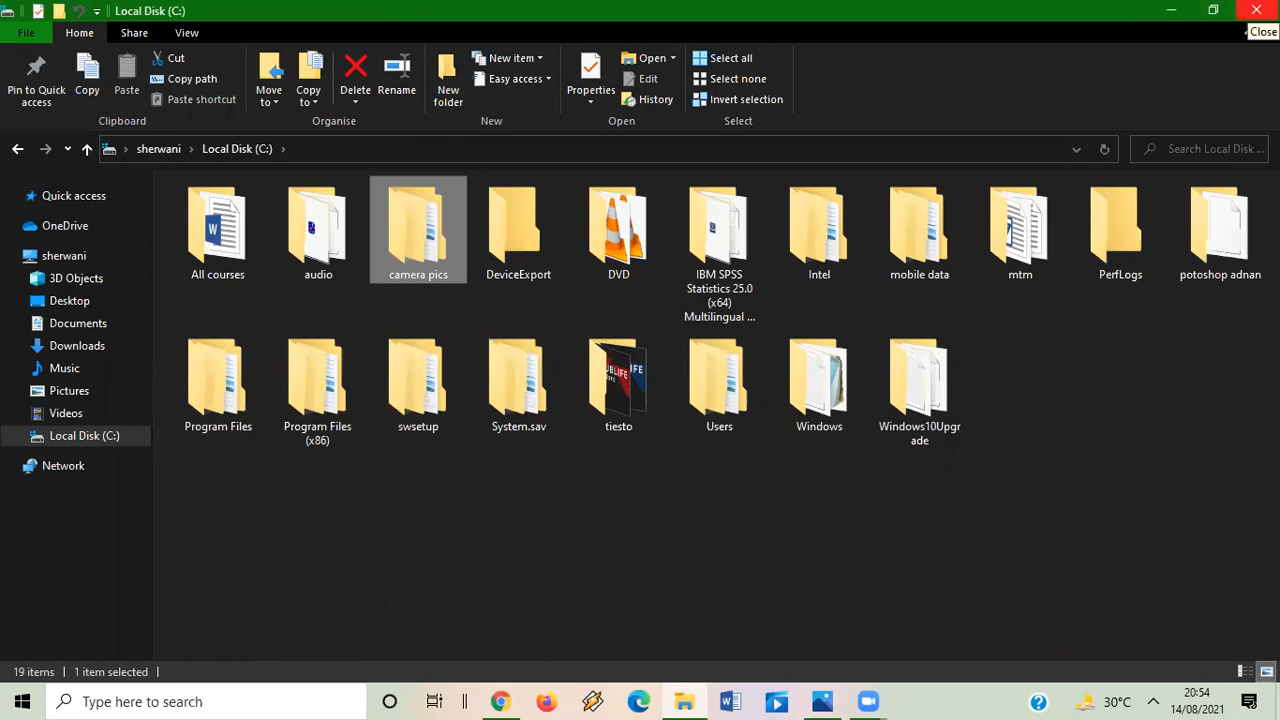 Local Disk (C:)
Close
File Home Share View
Pin to Quick access
Copy
Paste
Cut
Copy path
Paste shortcut
Clipboard
Move to
Copy to
Delete
Rename
Organise
New folder
New item
Easy access
New
Properties
Open
Edit
History
Open
Select all
Select none
Invert selection
Select
sherwani Local Disk (C:)
Search Local Disk ...
Quick access
OneDrive
sherwani
3D Objects
Desktop
Documents
Downloads
Music
Pictures
Videos
Local Disk (C:)
Network
All courses
audio
camera pics
DeviceExport
DVD
IBM SPSS
Statistics 25.0
(x64)
Multilingual ...
Intel
mobile data
mtm
PerfLogs
potoshop adnan
Program Files
Program Files
(x86)
swsetup
System.sav
tiesto
Users
Windows
Windows10Upgr
ade
19 items 1 item selected
Type here to search
30°C
20:54
14/08/2021